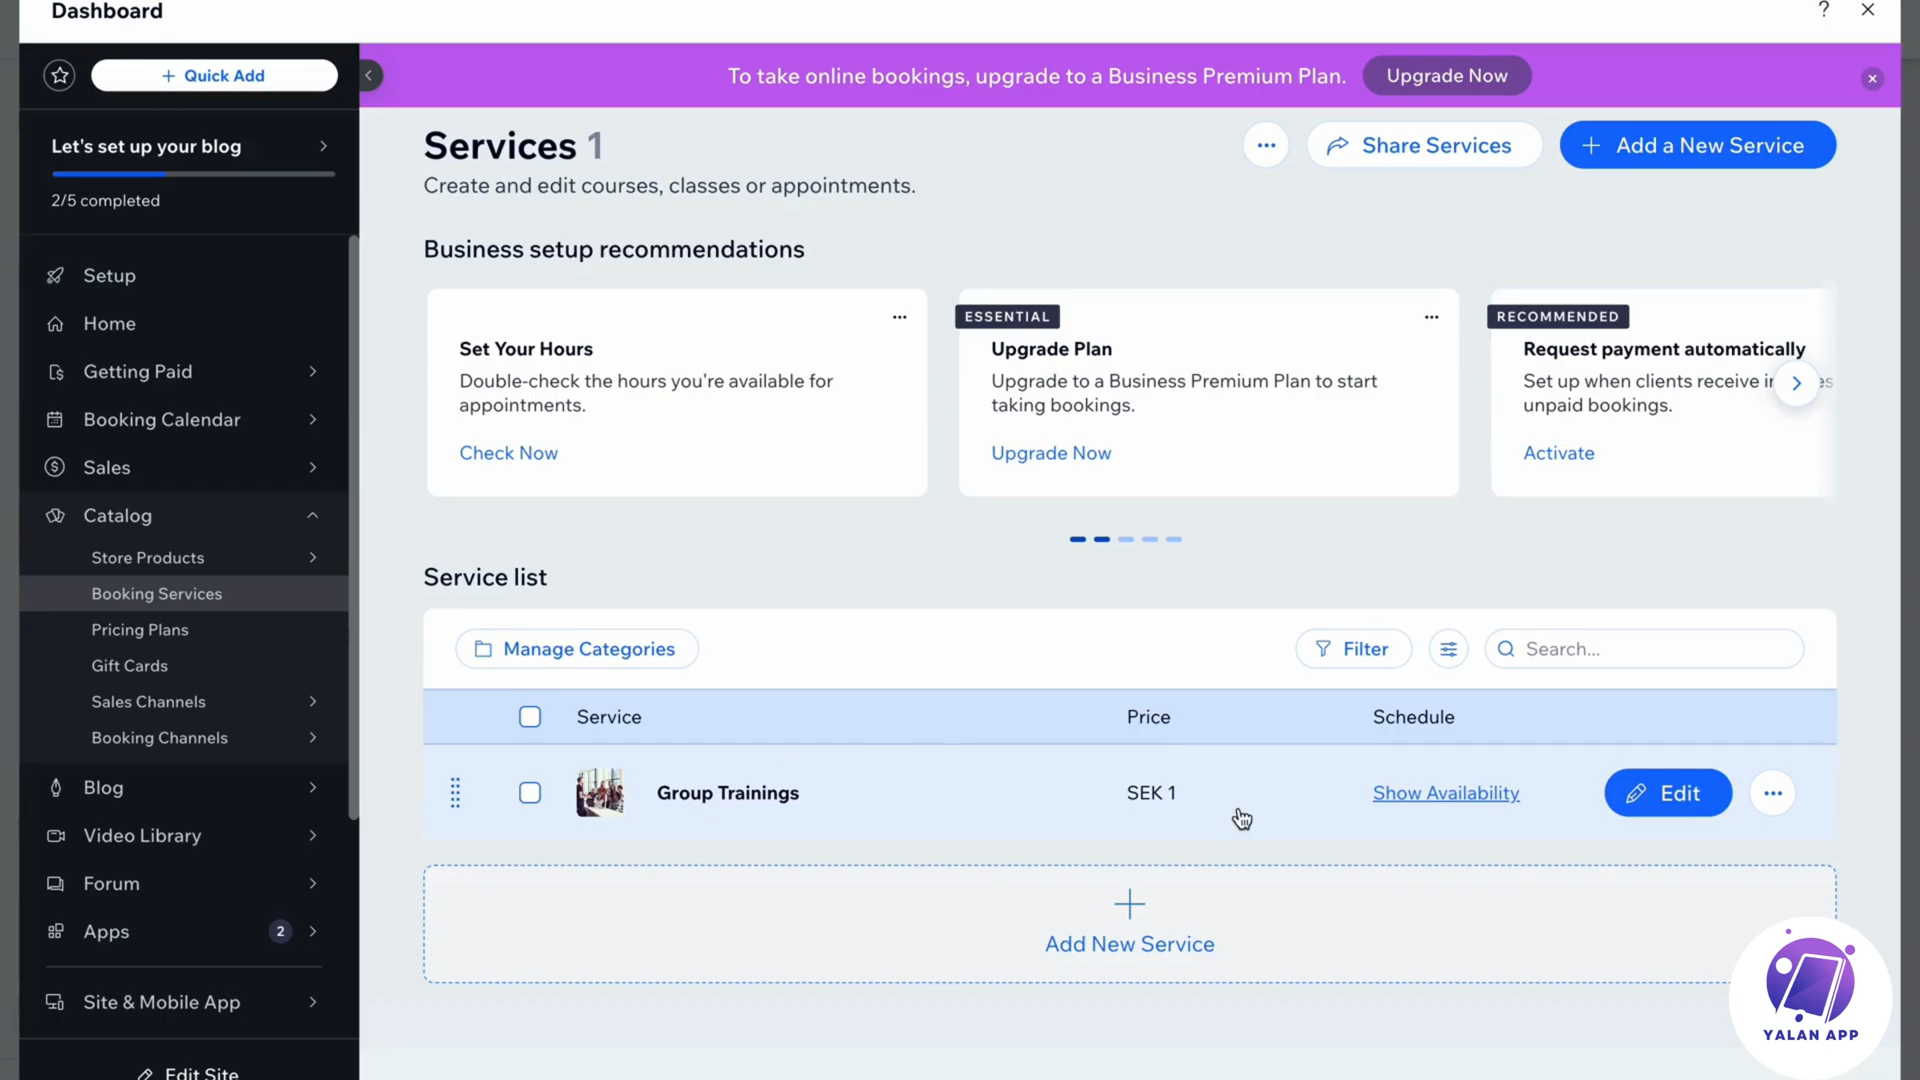 Dashboard
?
Quick Add
To take online bookings, upgrade to a Business Premium Plan.
Upgrade Now
Let's set up your blog
2/5 completed
Setup
Home
Getting Paid
Booking Calendar
Sales
Catalog
Store Products
Booking Services
Pricing Plans
Gift Cards
Sales Channels
Booking Channels
Blog
Video Library
Forum
Apps
2
Site & Mobile App
Edit Site
Services 1
Create and edit courses, classes or appointments.
Share Services
Add a New Service
Business setup recommendations
Set Your Hours
Double-check the hours you're available for
appointments.
Check Now
ESSENTIAL
Upgrade Plan
Upgrade to a Business Premium Plan to start
taking bookings.
Upgrade Now
RECOMMENDED
Request payment automatically
Set up when clients receive
unpaid bookings.
Activate
Service list
Manage Categories
Filter
Search...
Service
Price
Schedule
Group Trainings
SEK 1
Show Availability
Edit
Add New Service
YALAN APP